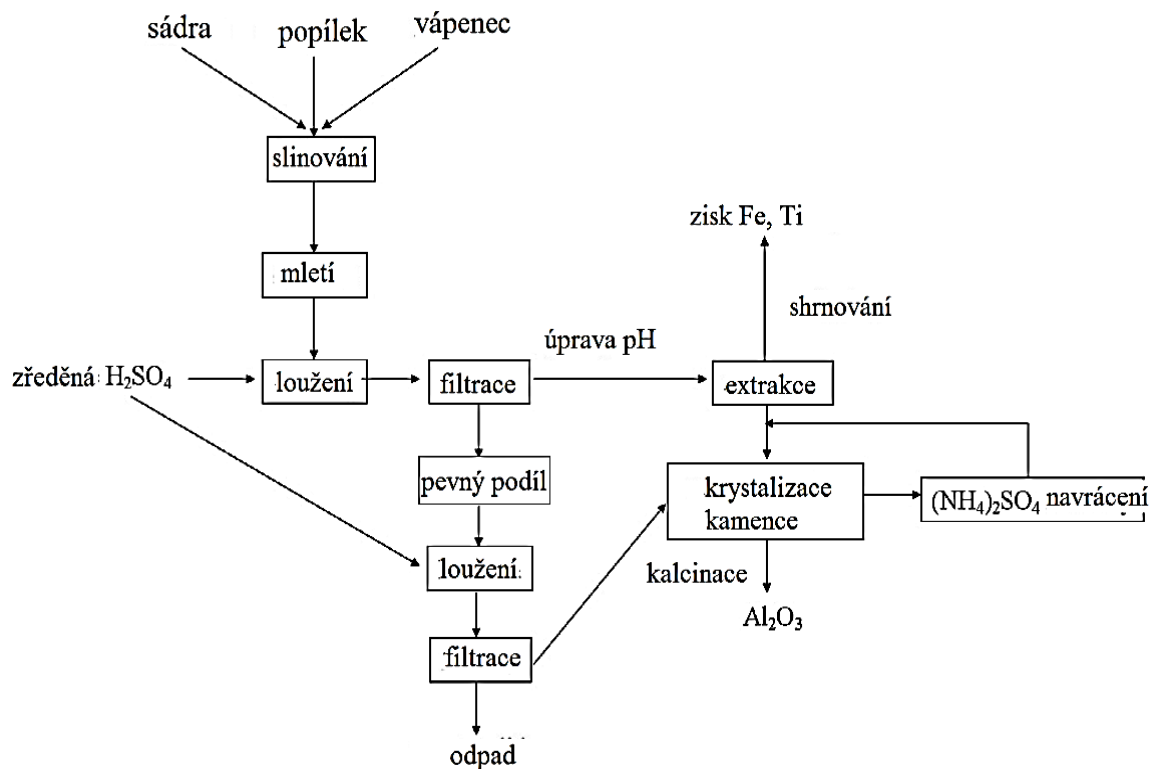 sádra
popílek
vápenec
slinování
mletí
zisk Fe, Ti
shrnování
úprava pH
zředěná H₂SO₄
loužení
filtrace
extrakce
pevný podíl
krystalizace
kamence
(NH₄)₂SO₄ navrácení
loužení
kalcinace
Al₂O₃
filtrace
odpad